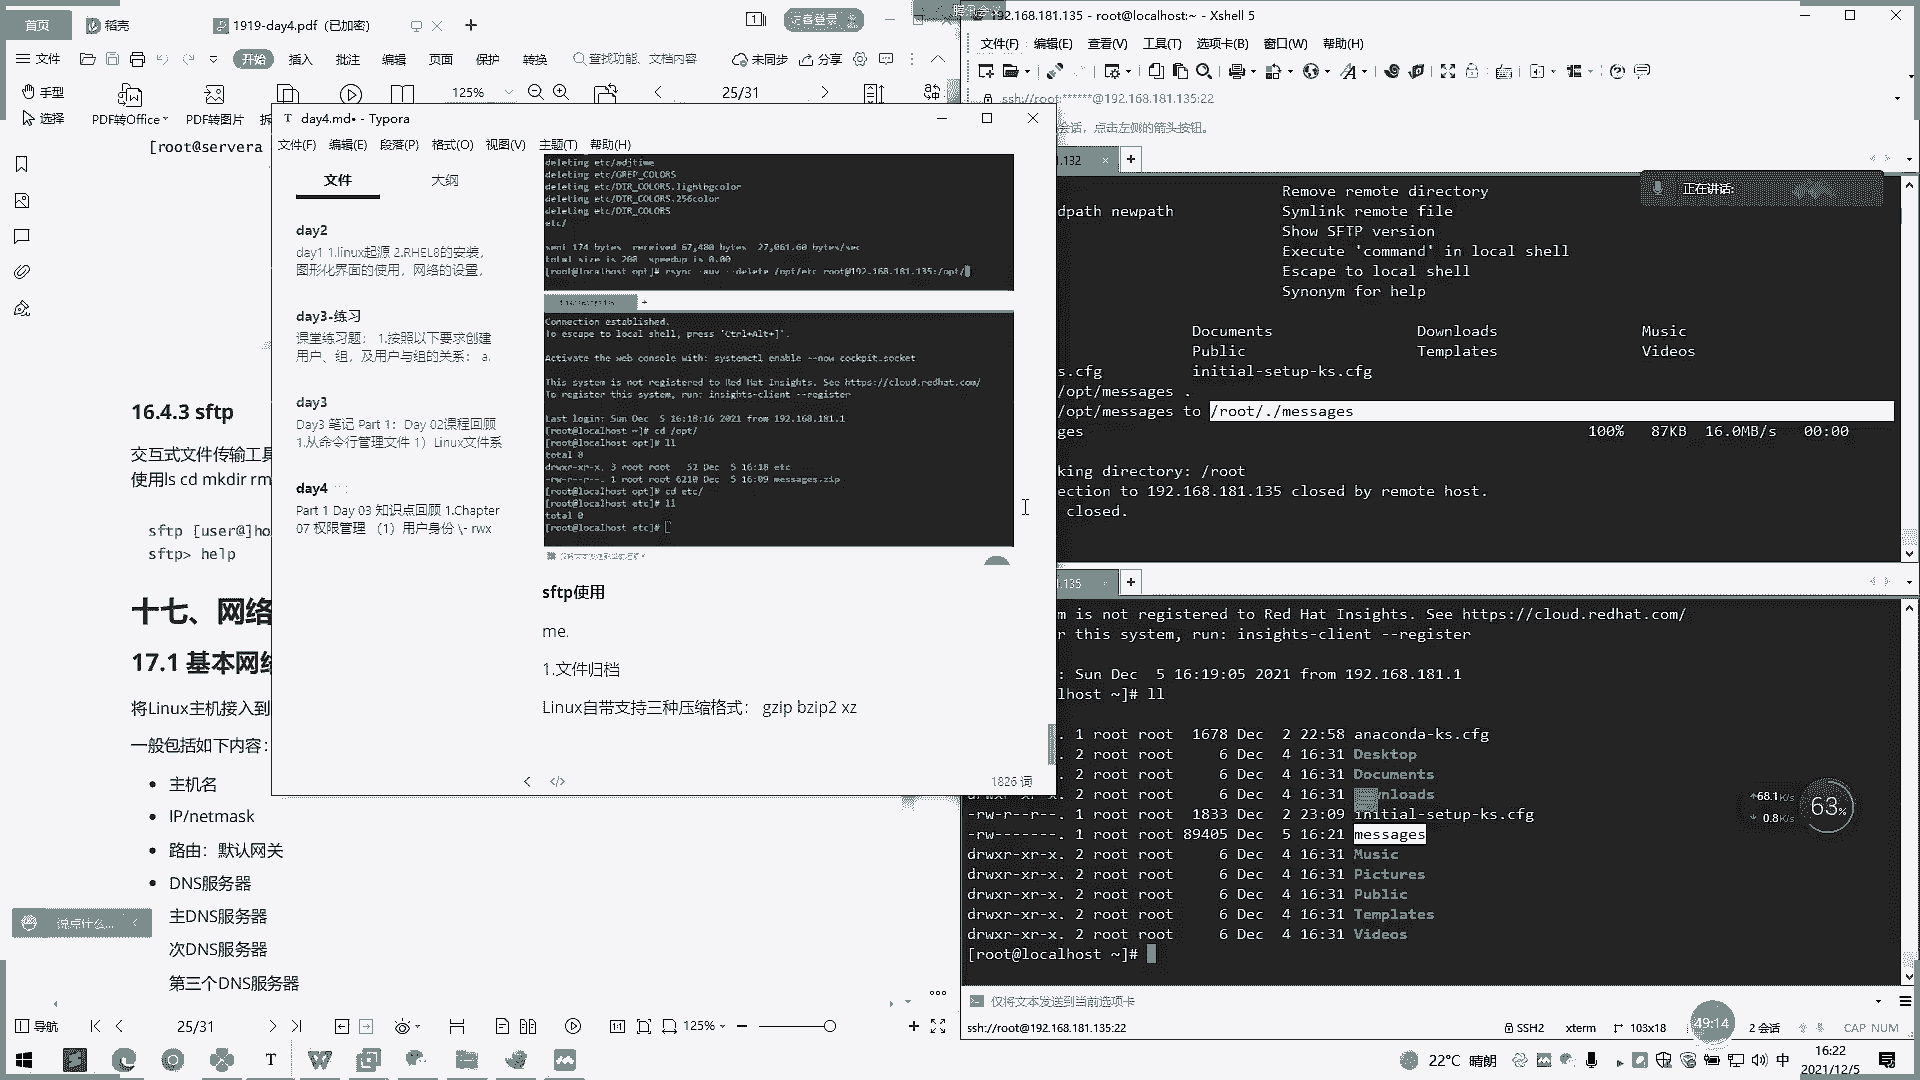 首页
稻壳
1919-day4.pdf (已加密)
访客登录
文件
开始
插入
批注
编辑
页面
保护
转换
查找功能、文档内容
未同步
分享
手型
选择
PDF转Office
PDF转图片
125%
25/31
[root@servera
16.4.3 sftp
交互式文件传输工具
使用ls cd mkdir rm
sftp [user@]ho
sftp> help
十七、网络
17.1 基本网络
将Linux主机接入到
一般包括如下内容：
主机名
IP/netmask
路由：默认网关
DNS服务器
主DNS服务器
次DNS服务器
第三个DNS服务器
说点什么...
导航
25/31
125%
day4.md• - Typora
文件(F) 编辑(E) 段落(P) 格式(O) 视图(V) 主题(T) 帮助(H)
文件
大纲
day2
day1 1.linux起源 2.RHEL8的安装，
图形化界面的使用，网络的设置，
day3-练习
课堂练习题： 1.按照以下要求创建
用户、组，及用户与组的关系： a.
day3
Day3 笔记 Part 1：Day 02课程回顾
1.从命令行管理文件 1）Linux文件系
day4
Part 1 Day 03 知识点回顾 1.Chapter
07 权限管理 （1）用户身份 \- rwx
deleting etc/adjtime
deleting etc/GREP_COLORS
deleting etc/DIR_COLORS.lightbgcolor
deleting etc/DIR_COLORS.256color
deleting etc/DIR_COLORS
etc/
sent 174 bytes received 67,480 bytes 27,061.60 bytes/sec
total size is 208 speedup is 0.00
[root@localhost opt]# rsync -auv --delete /opt/etc root@192.168.181.135:/opt/
Connection established.
To escape to local shell, press 'Ctrl+Alt+]'.
Activate the web console with: systemctl enable --now cockpit.socket
This system is not registered to Red Hat Insights. See https://cloud.redhat.com/
To register this system, run: insights-client --register
Last login: Sun Dec 5 16:18:16 2021 from 192.168.181.1
[root@localhost ~]# cd /opt/
[root@localhost opt]# ll
total 8
drwxr-xr-x. 3 root root 52 Dec 5 16:18 etc
-rw-r--r--. 1 root root 6210 Dec 5 16:09 messages.zip
[root@localhost opt]# cd etc/
[root@localhost etc]# ll
total 0
[root@localhost etc]#
sftp使用
me.
1.文件归档
Linux自带支持三种压缩格式： gzip bzip2 xz
1826 词
腾讯会议
192.168.181.135 - root@localhost:~ - Xshell 5
文件(F) 编辑(E) 查看(V) 工具(T) 选项卡(B) 窗口(W) 帮助(H)
ssh://root:******@192.168.181.135:22
会话，点击左侧的箭头按钮。
1.132
正在讲话:
Remove remote directory
dpath newpath Symlink remote file
Show SFTP version
Execute 'command' in local shell
Escape to local shell
Synonym for help
Documents Downloads Music
Public Templates Videos
s.cfg initial-setup-ks.cfg
/opt/messages .
/opt/messages to /root/./messages
ges 100% 87KB 16.0MB/s 00:00
king directory: /root
ection to 192.168.181.135 closed by remote host.
closed.
.135
m is not registered to Red Hat Insights. See https://cloud.redhat.com/
r this system, run: insights-client --register
: Sun Dec 5 16:19:05 2021 from 192.168.181.1
lhost ~]# ll
. 1 root root 1678 Dec 2 22:58 anaconda-ks.cfg
. 2 root root 6 Dec 4 16:31 Desktop
. 2 root root 6 Dec 4 16:31 Documents
drwxr-xr-x. 2 root root 6 Dec 4 16:31 wnloads
-rw-r--r--. 1 root root 1833 Dec 2 23:09 initial-setup-ks.cfg
-rw-------. 1 root root 89405 Dec 5 16:21 messages
drwxr-xr-x. 2 root root 6 Dec 4 16:31 Music
drwxr-xr-x. 2 root root 6 Dec 4 16:31 Pictures
drwxr-xr-x. 2 root root 6 Dec 4 16:31 Public
drwxr-xr-x. 2 root root 6 Dec 4 16:31 Templates
drwxr-xr-x. 2 root root 6 Dec 4 16:31 Videos
[root@localhost ~]#
68.1K/s
0.8K/s
63%
仅将文本发送到当前选项卡
ssh://root@192.168.181.135:22
SSH2
xterm
103x18
49:14
2 会话
CAP NUM
22°C 晴朗
中
16:22
2021/12/5